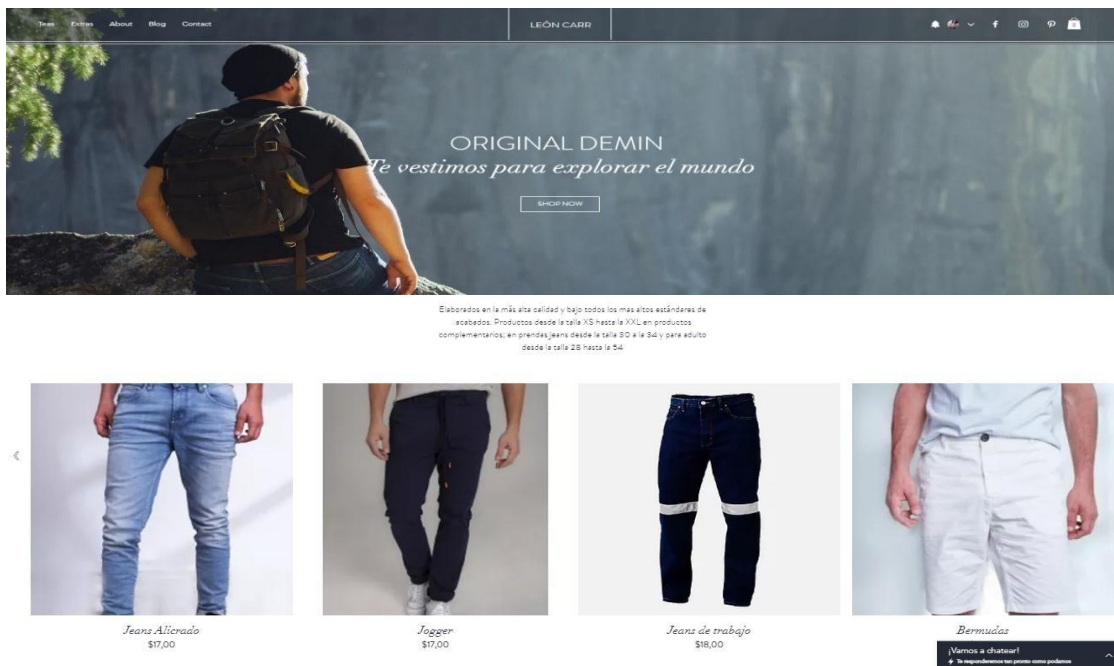 Teas Extras About Blog Contact
LEÓN CARR
0
ORIGINAL DEMIN
Te vestimos para explorar el mundo
SHOP NOW
Elaborados en la más alta calidad y bajo todos los mas altos estándares de
acabados. Productos desde la talla XS hasta la XXL en productos
complementarios; en prendas jeans desde la talla 30 a la 34 y para adulto
desde la talla 28 hasta la 54
Jeans Alicrado
$17,00
Jogger
$17,00
Jeans de trabajo
$18,00
Bermudas
¡Vamos a chatear!
Te responderemos tan pronto como podamos